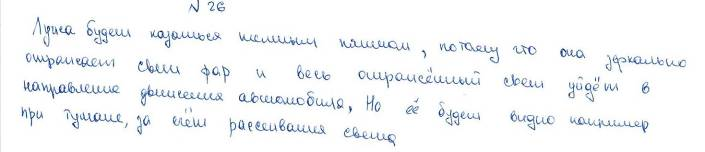 N 26
Лужа будет казаться темным пятном, потому что она зеркально
отражает свет фар и весь отражённый свет уйдёт в
направление движения автомобиля, Но её будет видно например
при тумане, за счёт рассеивания света